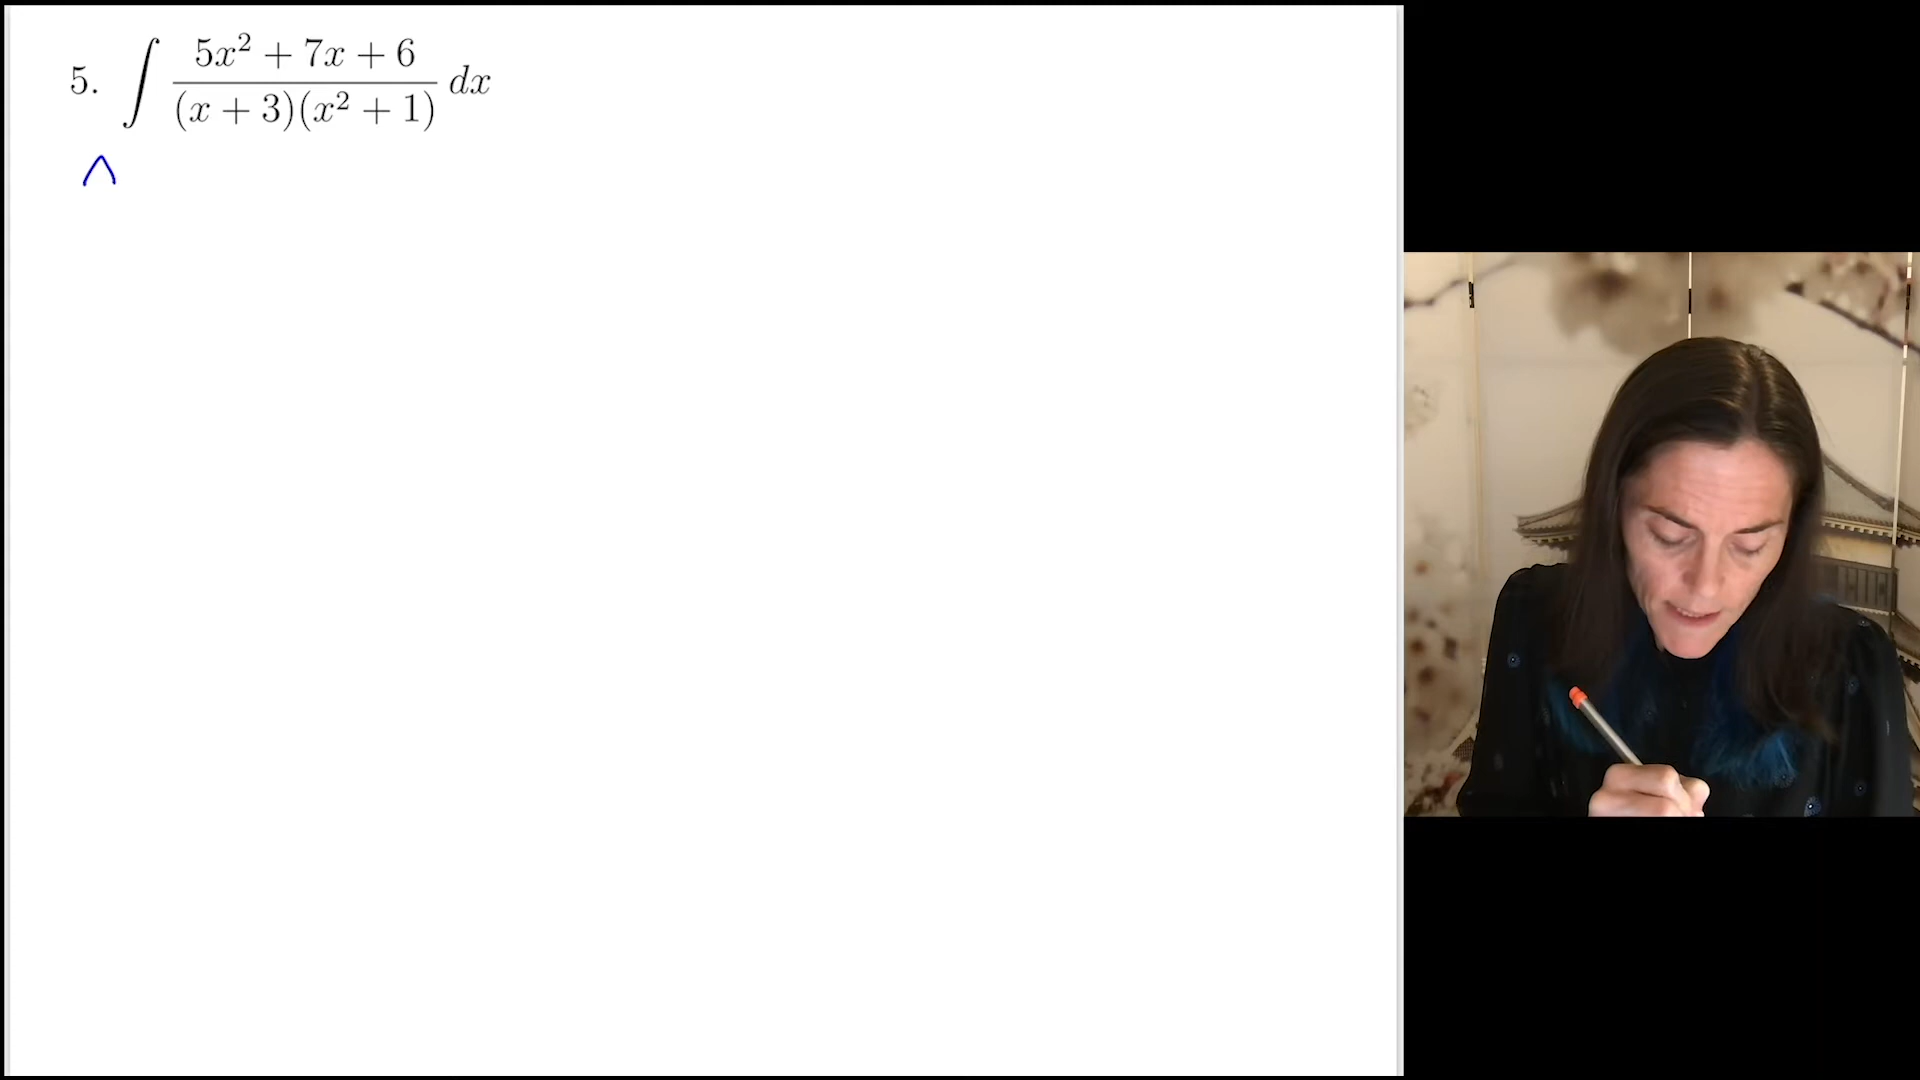 5. ∫ (5x² + 7x + 6) / ((x + 3)(x² + 1)) dx